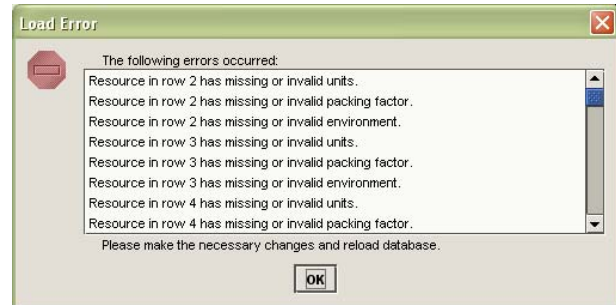 Load Error
The following errors occurred:
Resource in row 2 has missing or invalid units.
Resource in row 2 has missing or invalid packing factor.
Resource in row 2 has missing or invalid environment.
Resource in row 3 has missing or invalid units.
Resource in row 3 has missing or invalid packing factor.
Resource in row 3 has missing or invalid environment.
Resource in row 4 has missing or invalid units.
Resource in row 4 has missing or invalid packing factor.
Please make the necessary changes and reload database.
OK